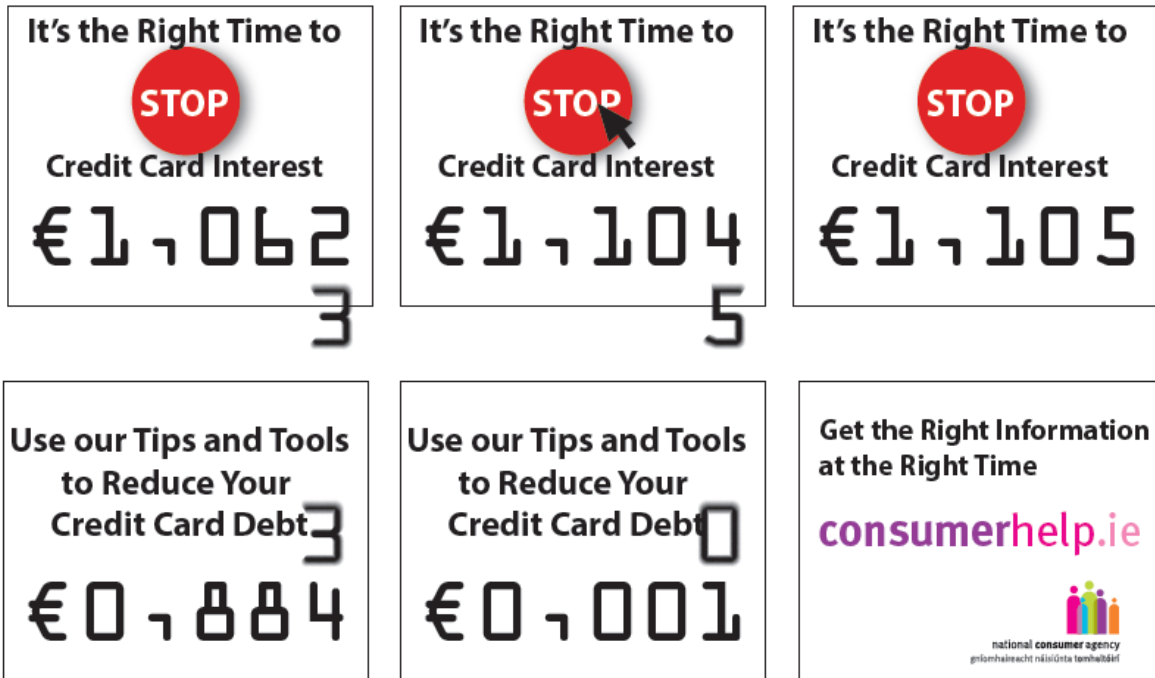 It's the Right Time to
STOP
Credit Card Interest
€1,062
3
It's the Right Time to
STOP
Credit Card Interest
€1,104
5
It's the Right Time to
STOP
Credit Card Interest
€1,105
Use our Tips and Tools
to Reduce Your
Credit Card Debt
3
€0,884
Use our Tips and Tools
to Reduce Your
Credit Card Debt
0
€0,001
Get the Right Information
at the Right Time
consumerhelp.ie
national consumer agency
gníomhaireacht náisiúnta tomholtóirí